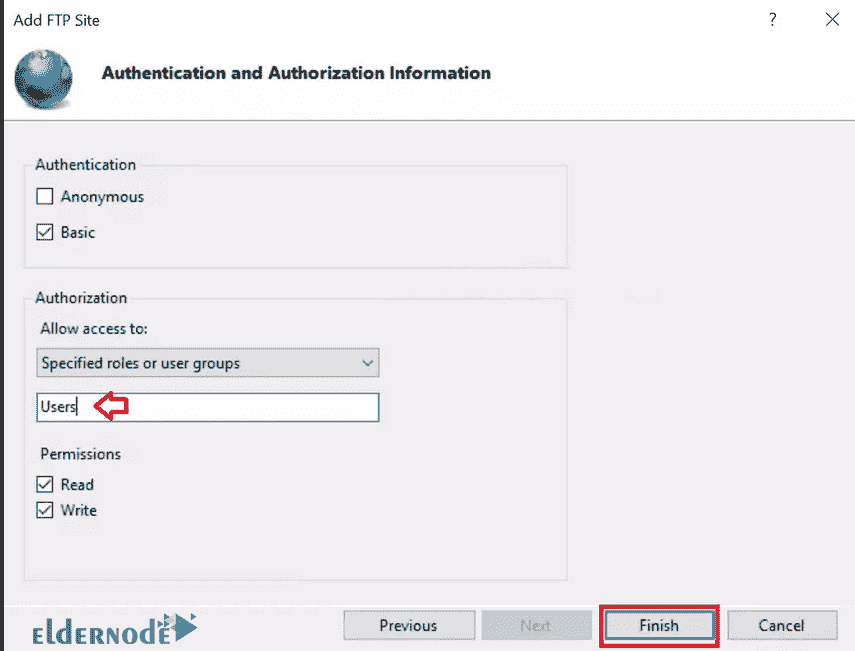 Add FTP Site ?
Authentication and Authorization Information
Authentication
Anonymous
Basic
Authorization
Allow access to:
Specified roles or user groups
Users
Permissions
Read
Write
eldernode
Previous Next Finish Cancel